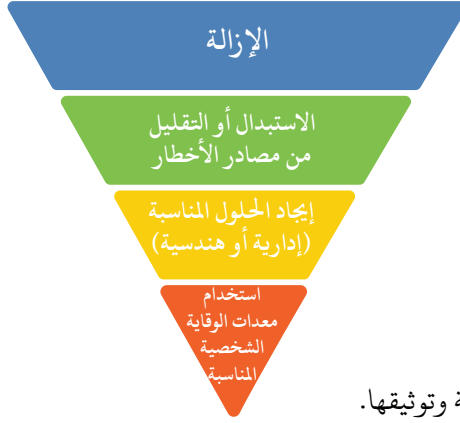 الإزالة
الاستبدال أو التقليل
من مصادر الأخطار
إيجاد الحلول المناسبة
(إدارية أو هندسية)
استخدام
معدات الوقاية
الشخصية
المناسبة
ة وتوثيقها.